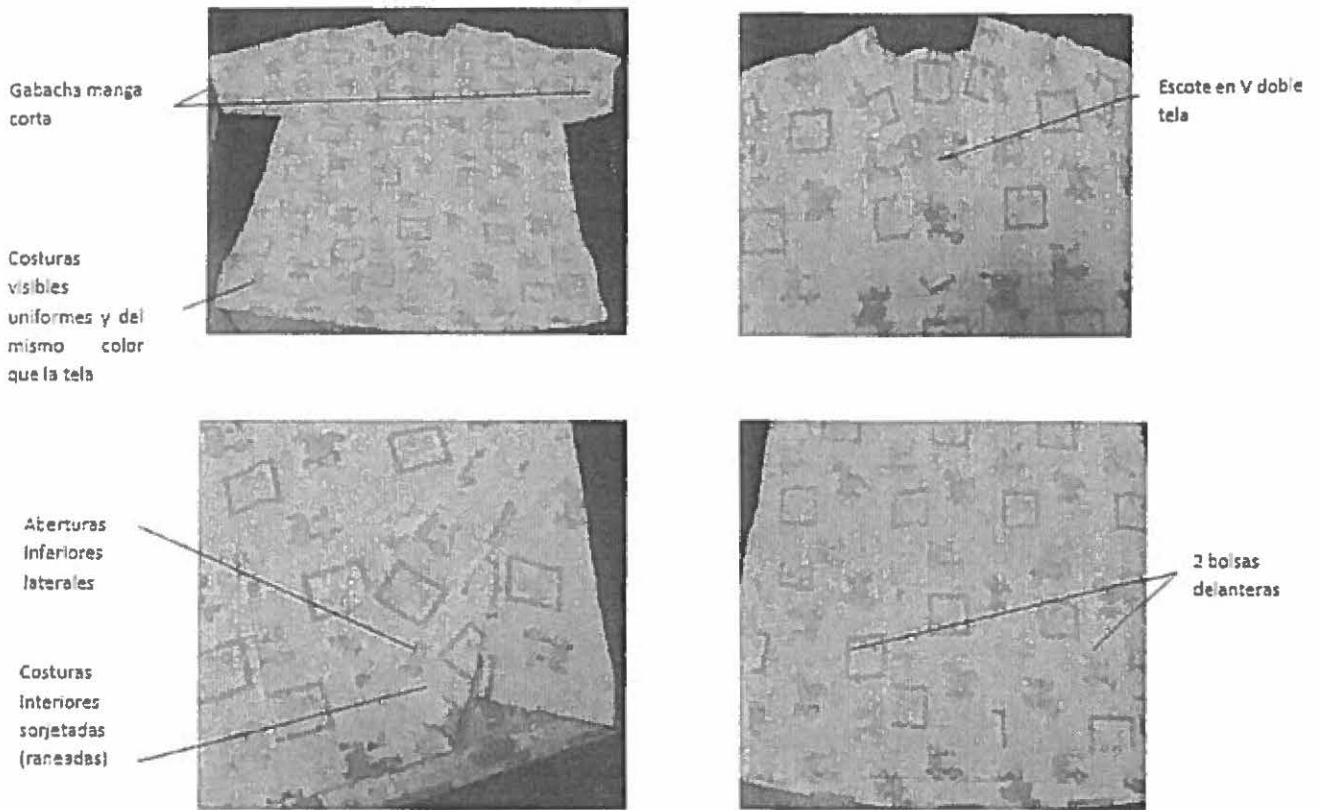 Gabacha manga
corta
Escote en V doble
tela
Costuras
visibles
uniformes y del
mismo color
que la tela
Aberturas
inferiores
laterales
2 bolsas
delanteras
Costuras
interiores
sorjetadas
(raneadas)